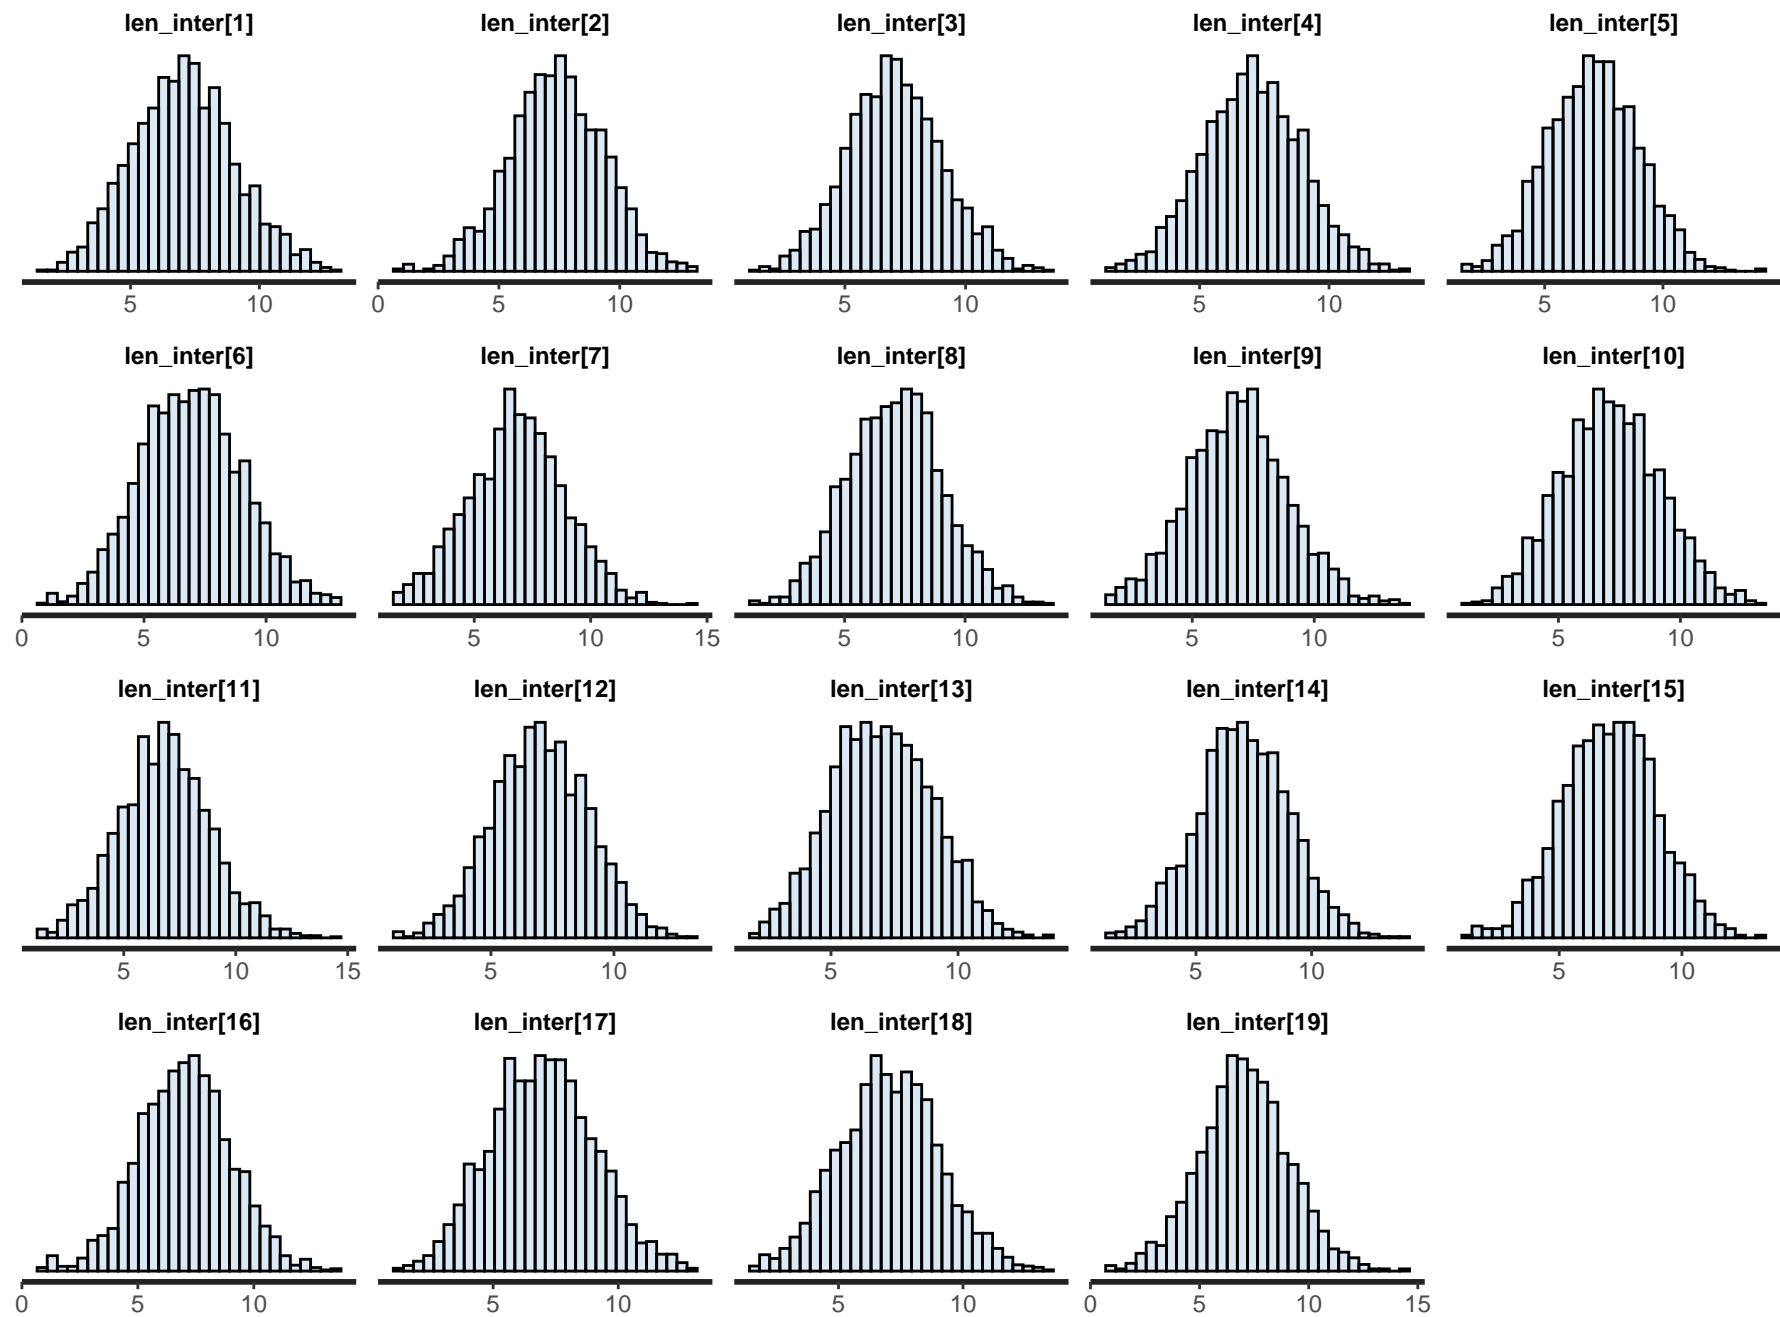 len_inter[1] len_inter[2] len_inter[3] len_inter[4] len_inter[5]
5 10 0 5 10 5 10 5 10 5 10
len_inter[6] len_inter[7] len_inter[8] len_inter[9] len_inter[10]
0 5 10 5 10 15 5 10 5 10 5 10
len_inter[11] len_inter[12] len_inter[13] len_inter[14] len_inter[15]
5 10 15 5 10 5 10 5 10 5 10
len_inter[16] len_inter[17] len_inter[18] len_inter[19]
0 5 10 5 10 5 10 0 5 10 15